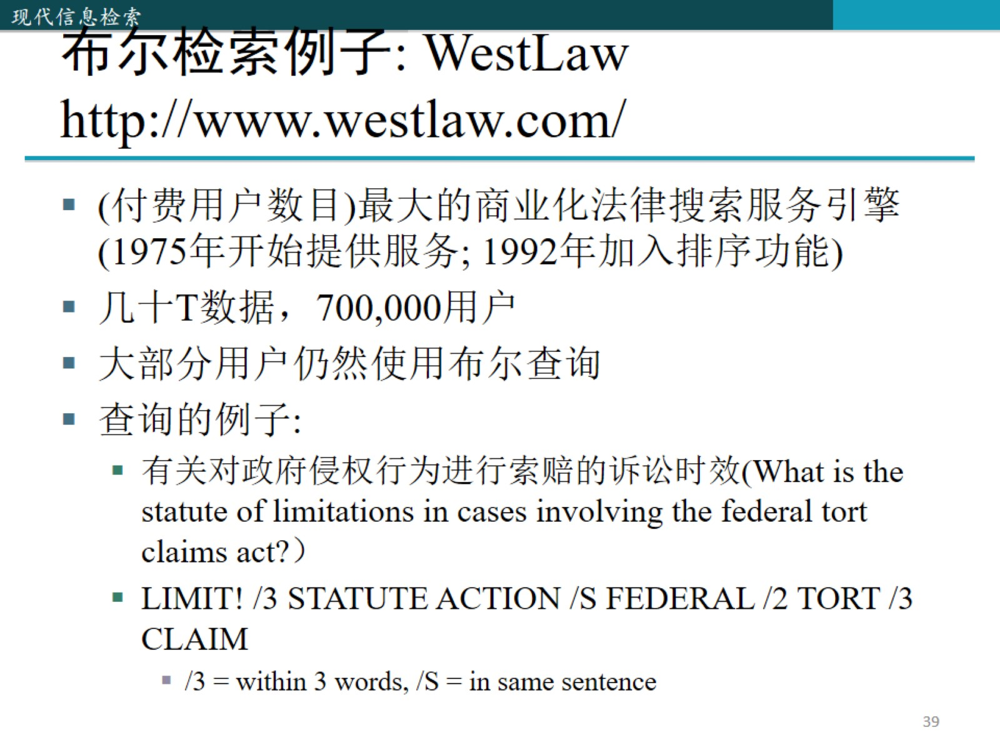 现代信息检索
布尔检索例子: WestLaw
http://www.westlaw.com/
(付费用户数目)最大的商业化法律搜索服务引擎
(1975年开始提供服务; 1992年加入排序功能)
几十T数据，700,000用户
大部分用户仍然使用布尔查询
查询的例子:
有关对政府侵权行为进行索赔的诉讼时效(What is the
statute of limitations in cases involving the federal tort
claims act?）
LIMIT! /3 STATUTE ACTION /S FEDERAL /2 TORT /3
CLAIM
/3 = within 3 words, /S = in same sentence
39